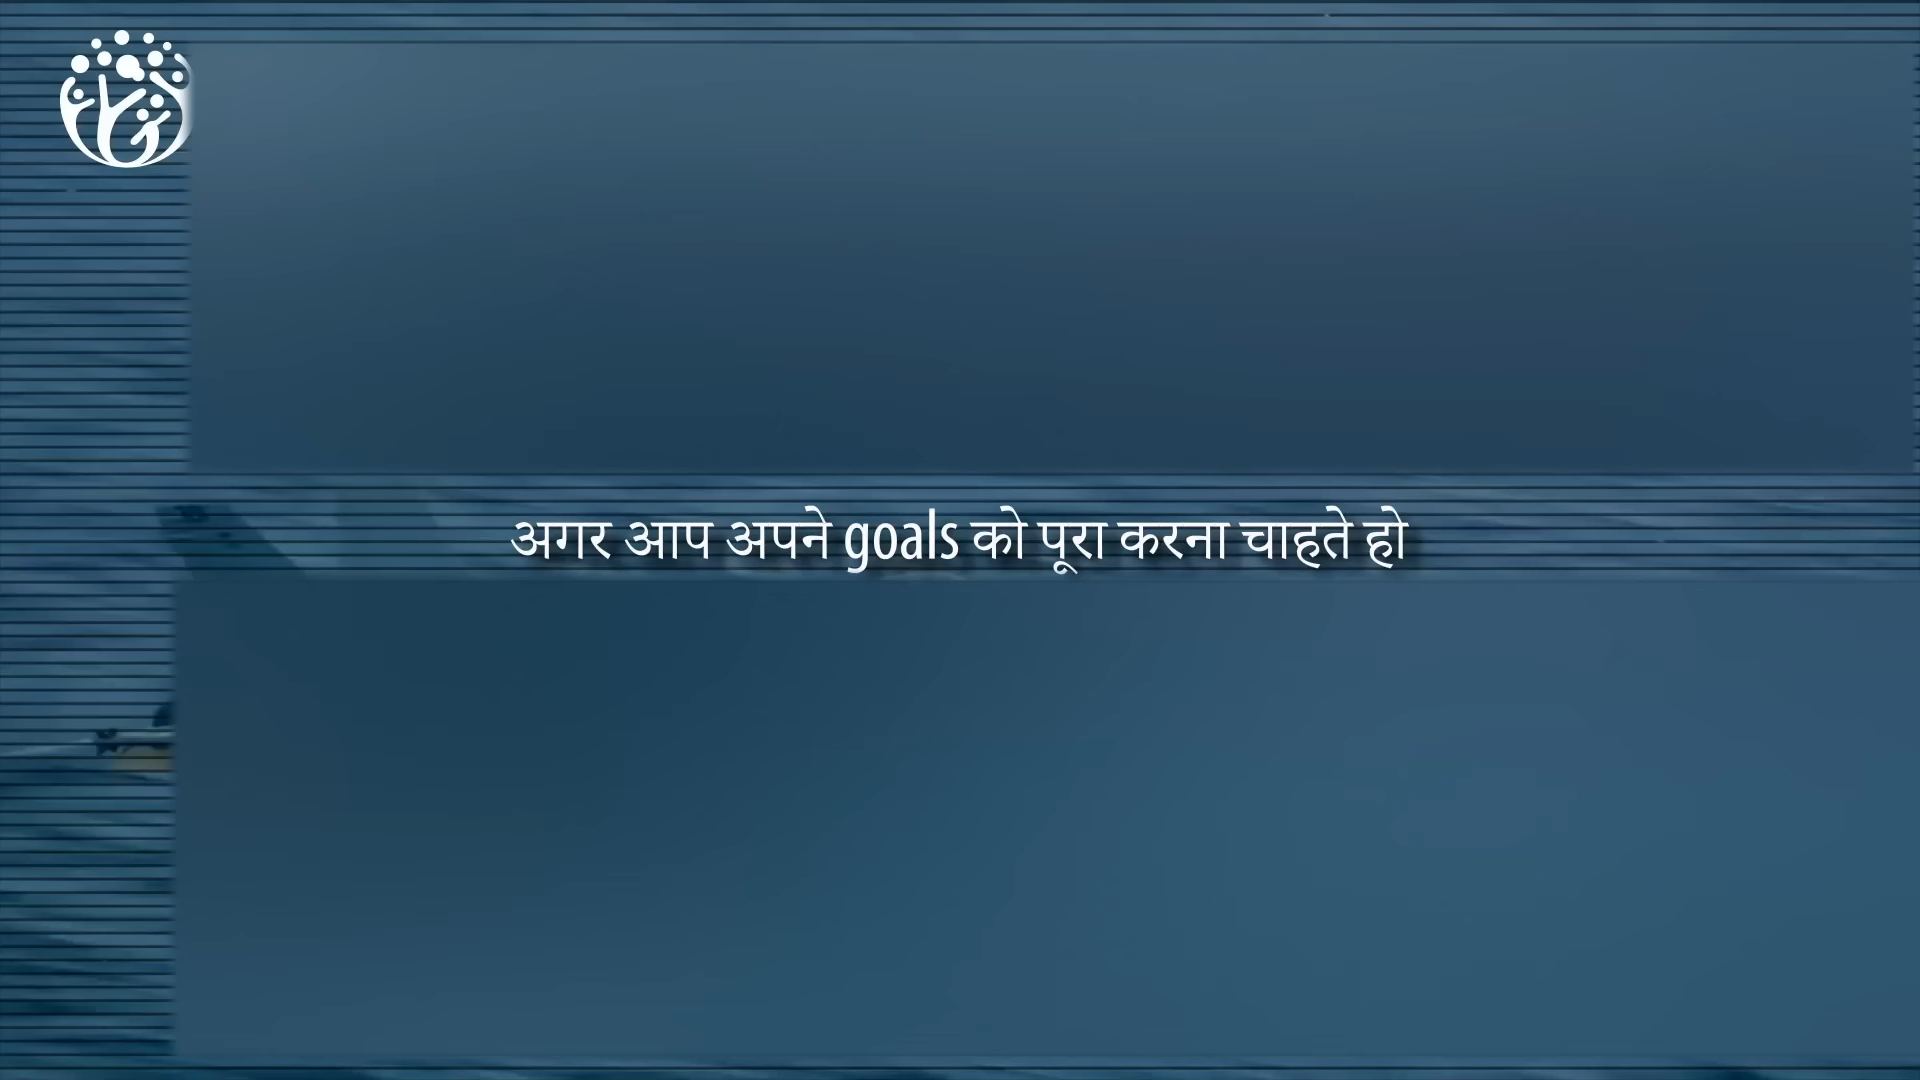 अगर आप अपने goals को पूरा करना चाहते हो